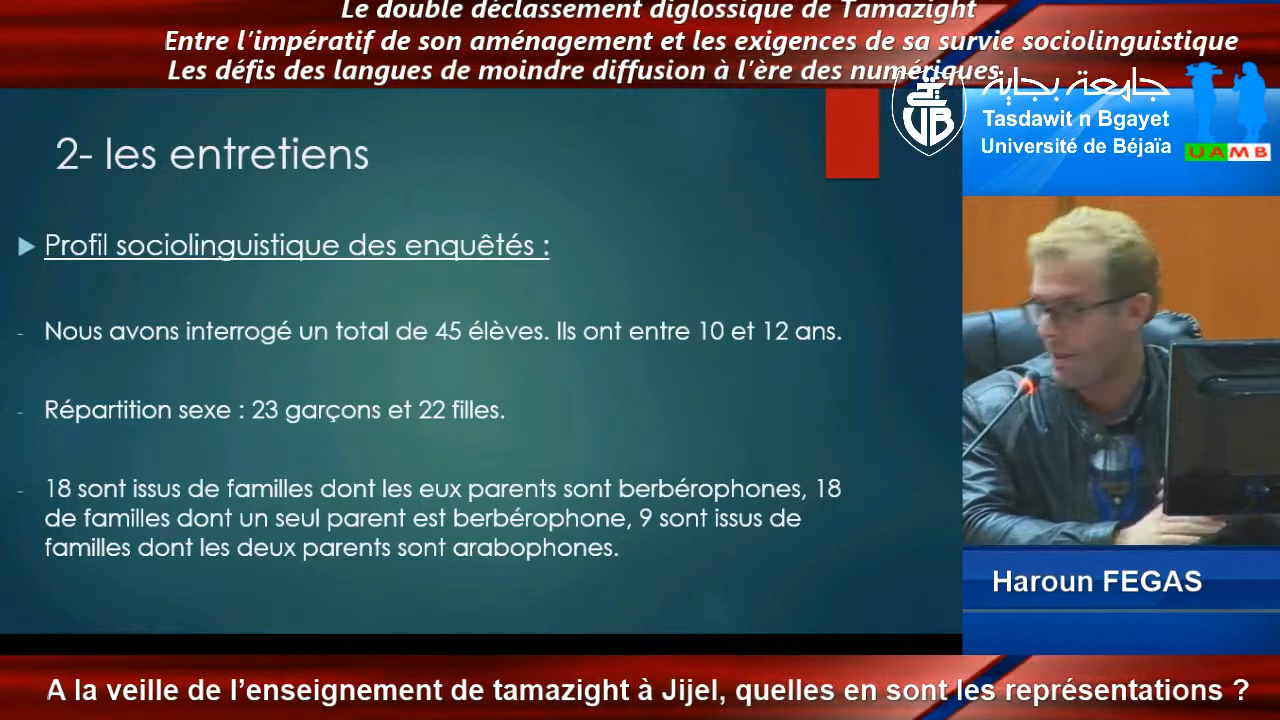 Le double déclassement diglossique de Tamazight
Entre l'impératif de son aménagement et les exigences de sa survie sociolinguistique
Les défis des langues de moindre diffusion à l'ère des numériques
جامعة بجاية
Tasdawit n Bgayet
Université de Béjaïa
UB
UAMB
2- les entretiens
Profil sociolinguistique des enquêtés :
- Nous avons interrogé un total de 45 élèves. Ils ont entre 10 et 12 ans.
- Répartition sexe : 23 garçons et 22 filles.
- 18 sont issus de familles dont les eux parents sont berbérophones, 18
de familles dont un seul parent est berbérophone, 9 sont issus de
familles dont les deux parents sont arabophones.
Haroun FEGAS
A la veille de l'enseignement de tamazight à Jijel, quelles en sont les représentations ?